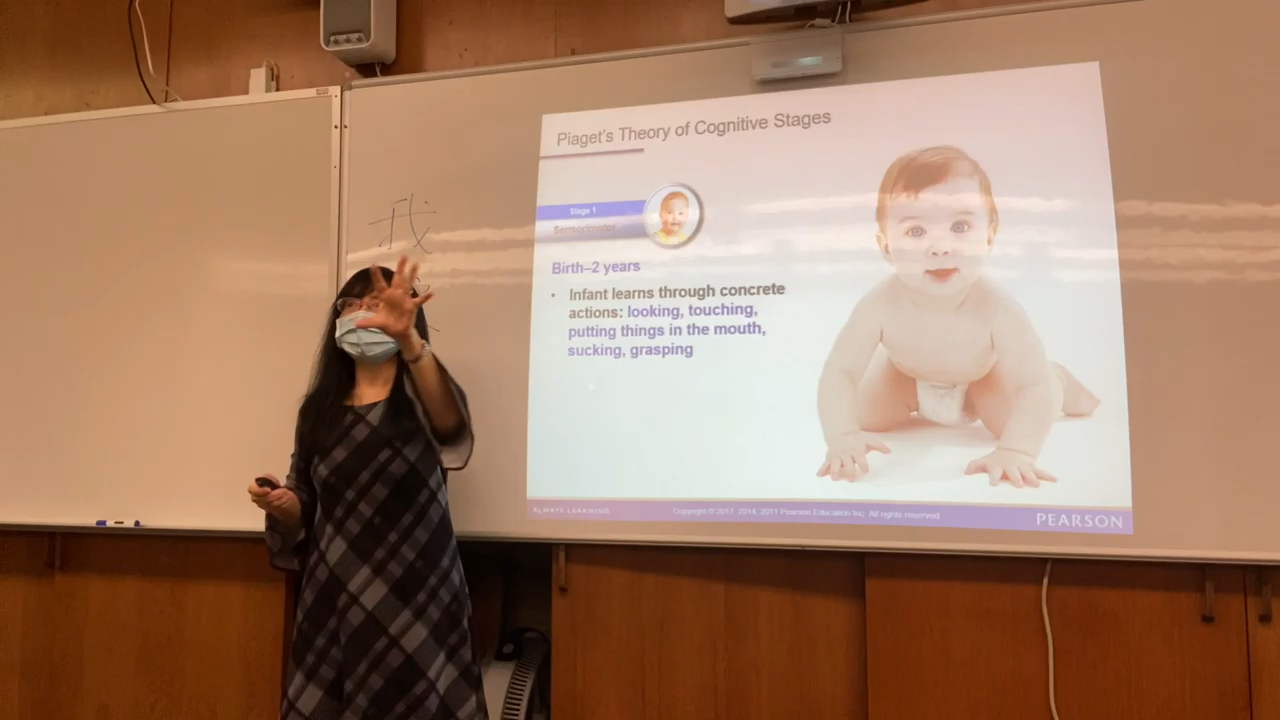 Piaget's Theory of Cognitive Stages
我
Stage 1
Sensorimotor
Birth–2 years
• Infant learns through concrete
actions: looking, touching,
putting things in the mouth,
sucking, grasping
ALWAYS LEARNING
Copyright © 2017, 2014, 2011 Pearson Education Inc. All rights reserved
PEARSON